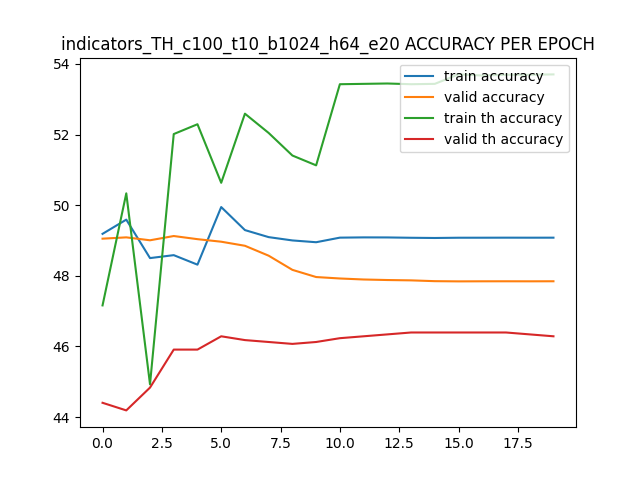 indicators_TH_c100_t10_b1024_h64_e20 ACCURACY PER EPOCH
54
52
50
48
46
44
train accuracy
valid accuracy
train th accuracy
valid th accuracy
0.0 2.5 5.0 7.5 10.0 12.5 15.0 17.5